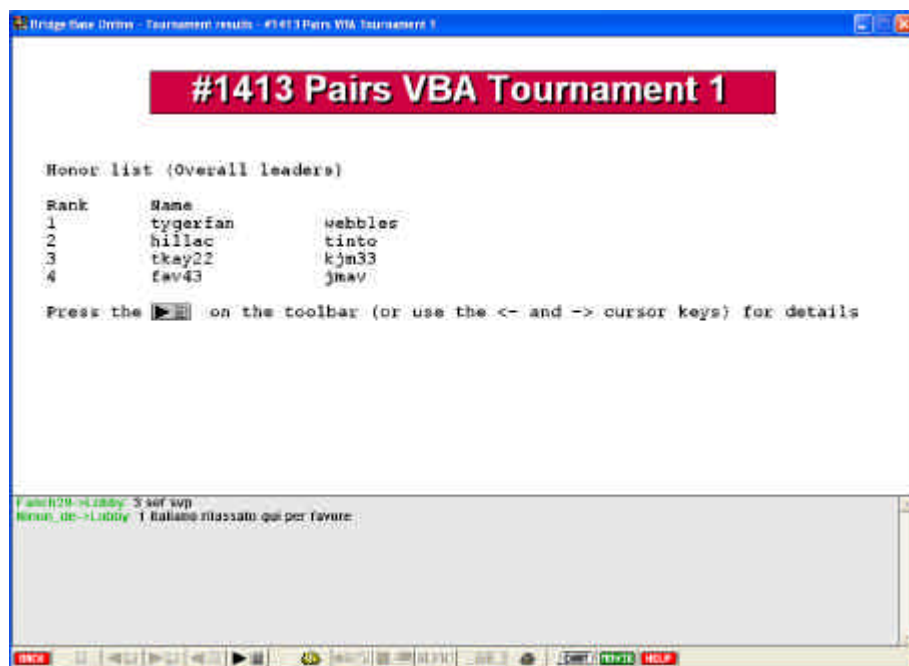 Bridge Base Online - Tournament results - #1413 Pairs VBA Tournament 1
#1413 Pairs VBA Tournament 1
Honor list (Overall leaders)
Rank Name
1 tygerfan webbles
2 hillac tinto
3 tkay22 kjm33
4 fav43 jmav
Press the on the toolbar (or use the <- and -> cursor keys) for details
->Lobby: 3 sef svp
->Lobby: 1 italiano rilassato qui per favore
BACK
CHAT MOVIE HELP